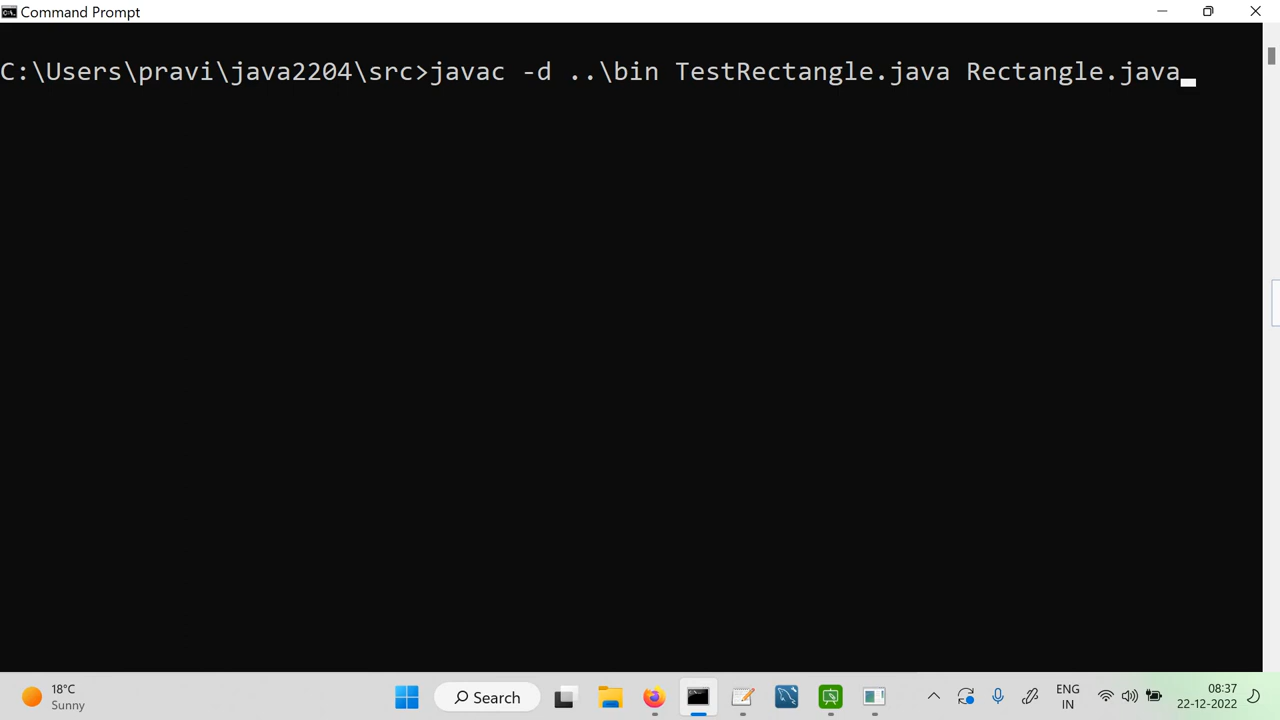 Command Prompt
C:\Users\pravi\java2204\src>javac -d ..\bin TestRectangle.java Rectangle.java
18°C
Sunny
Search
ENG
IN
08:37
22-12-2022